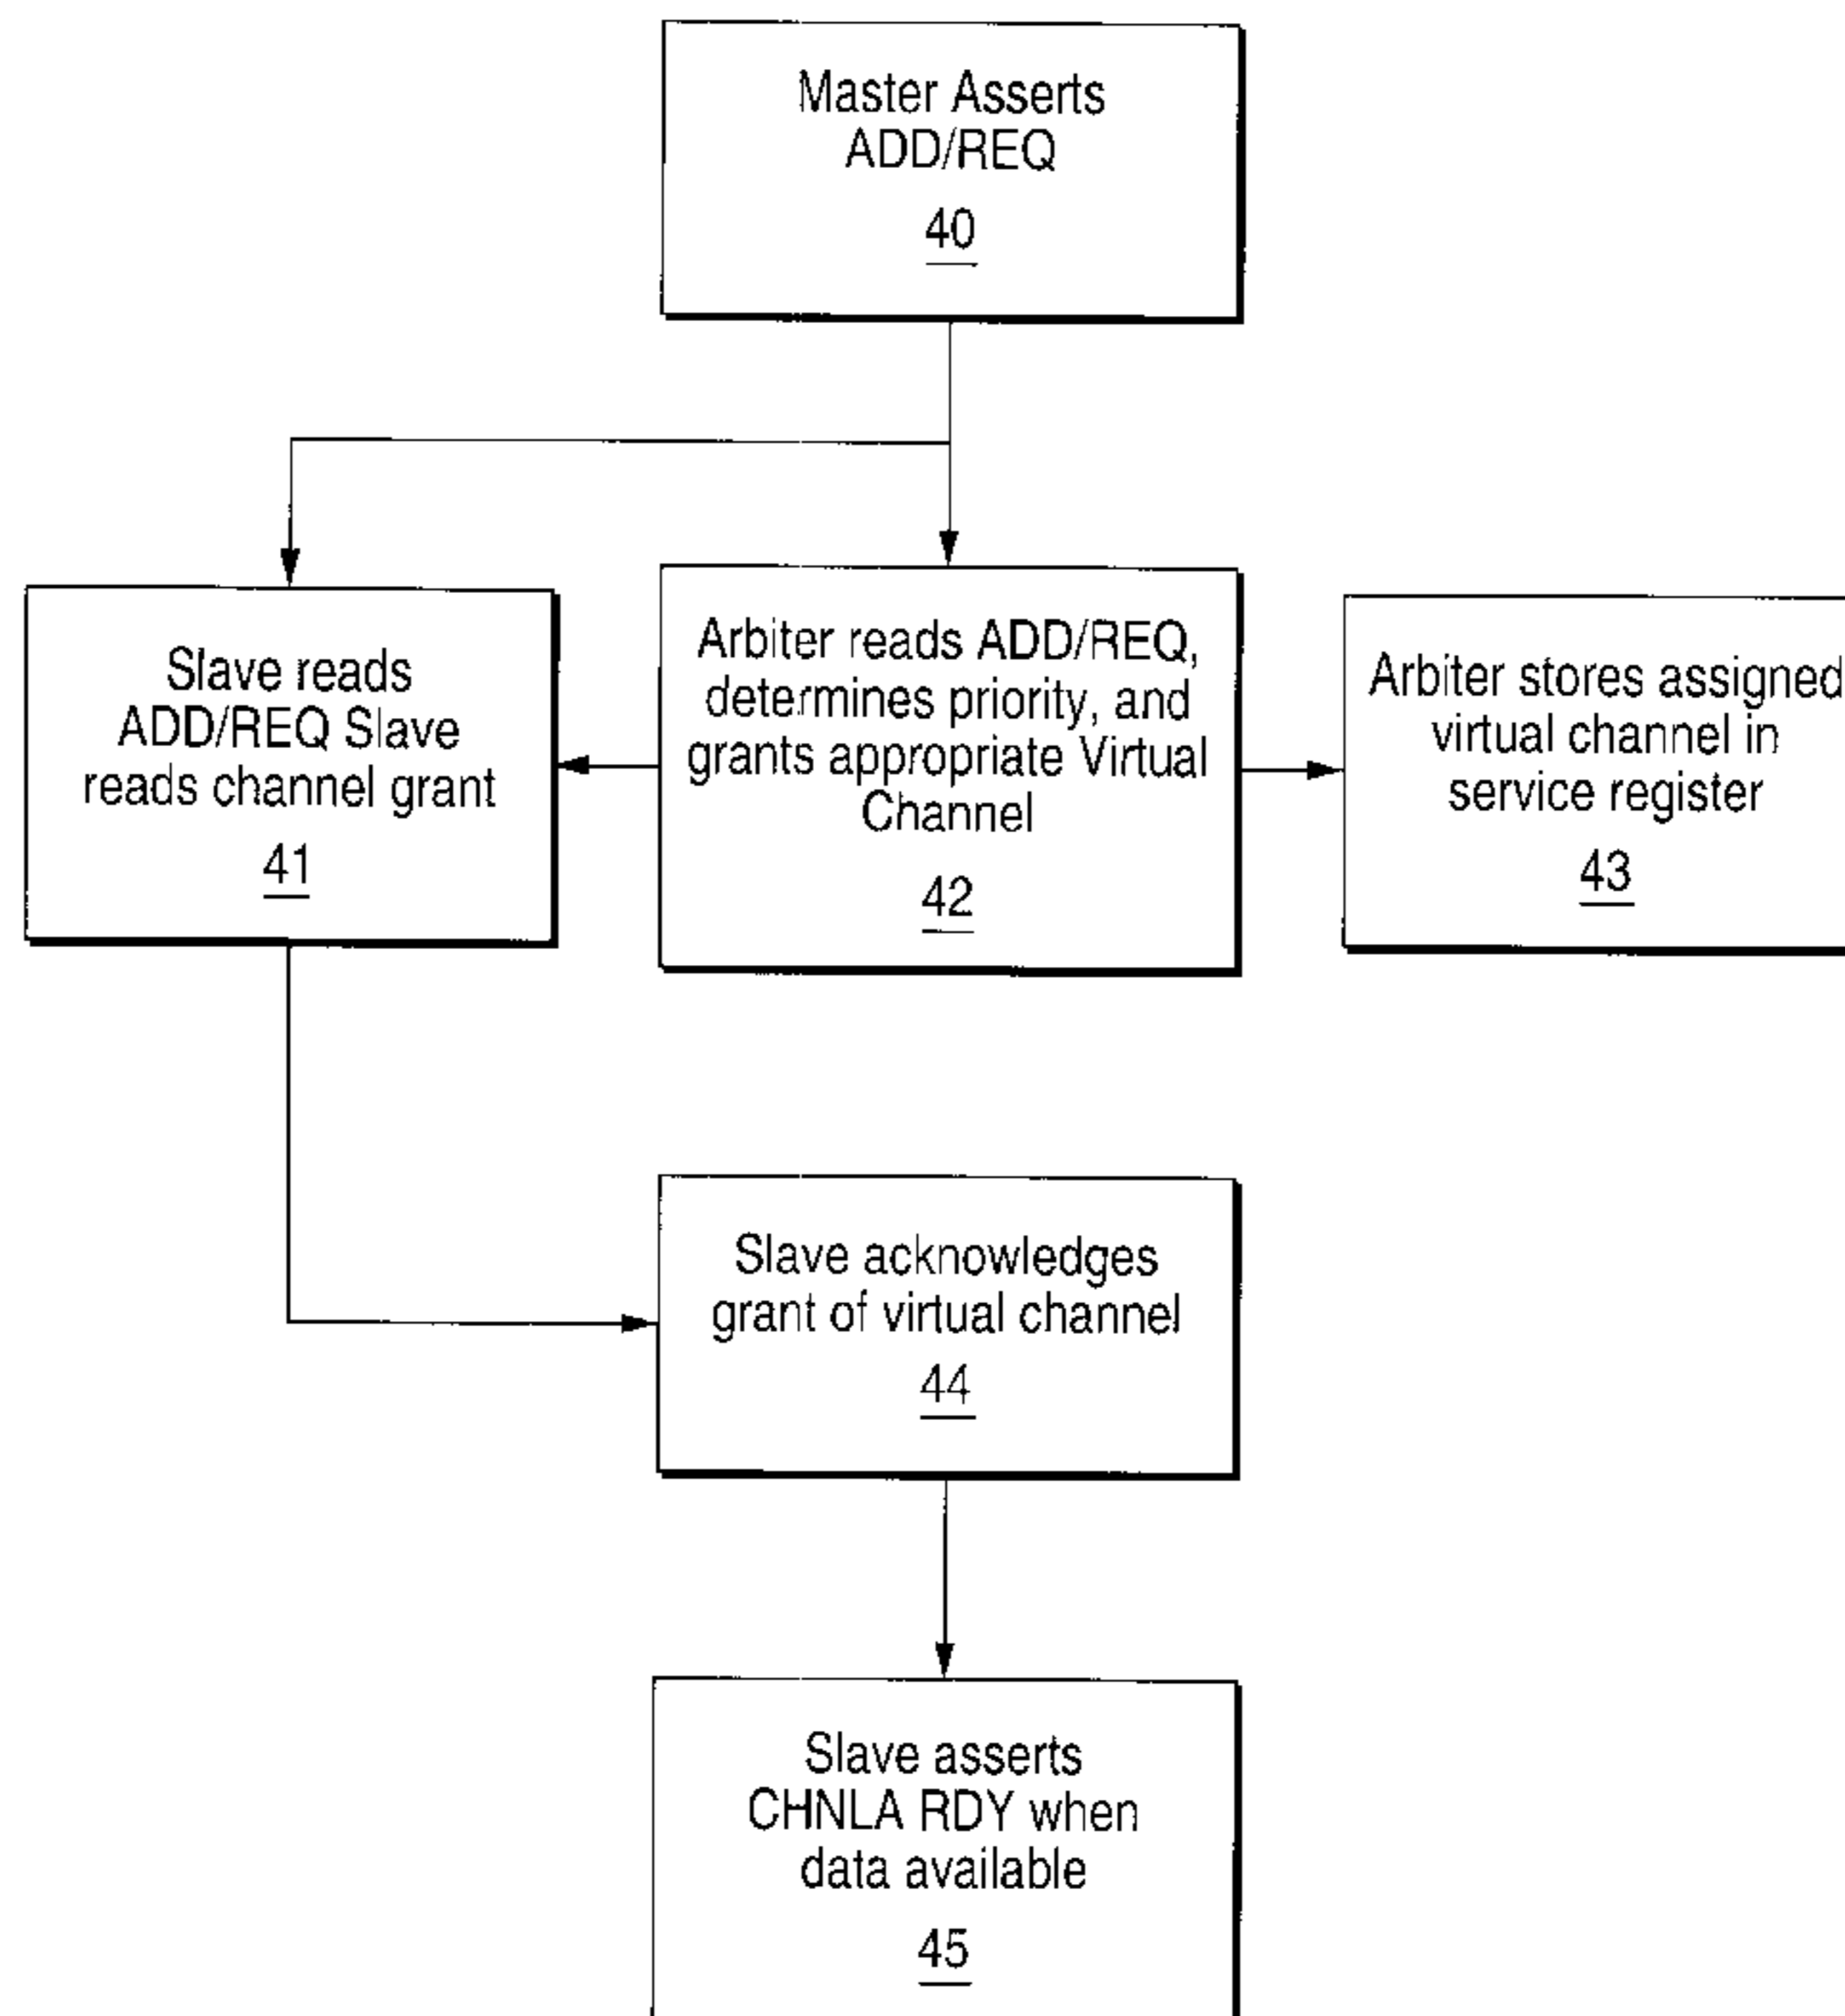 Master Asserts
ADD/REQ
40
Slave reads
ADD/REQ Slave
reads channel grant
41
Arbiter reads ADD/REQ,
determines priority, and
grants appropriate Virtual
Channel
42
Arbiter stores assigned
virtual channel in
service register
43
Slave acknowledges
grant of virtual channel
44
Slave asserts
CHNLA RDY when
data available
45